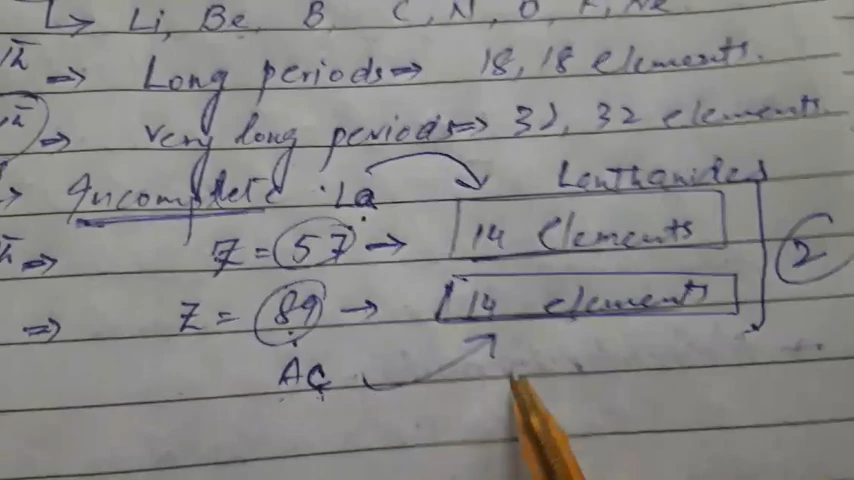 ↳ Li, Be, B, C, N, O, F, Ne
⇒ Long periods ⇒ 18, 18 elements.
⇒ very long periods ⇒ 32, 32 elements
Incomplete La Lenthanides
⇒ Z = 57 → 14 Elements
2
⇒ Z = 89 → 14 elements
Ac